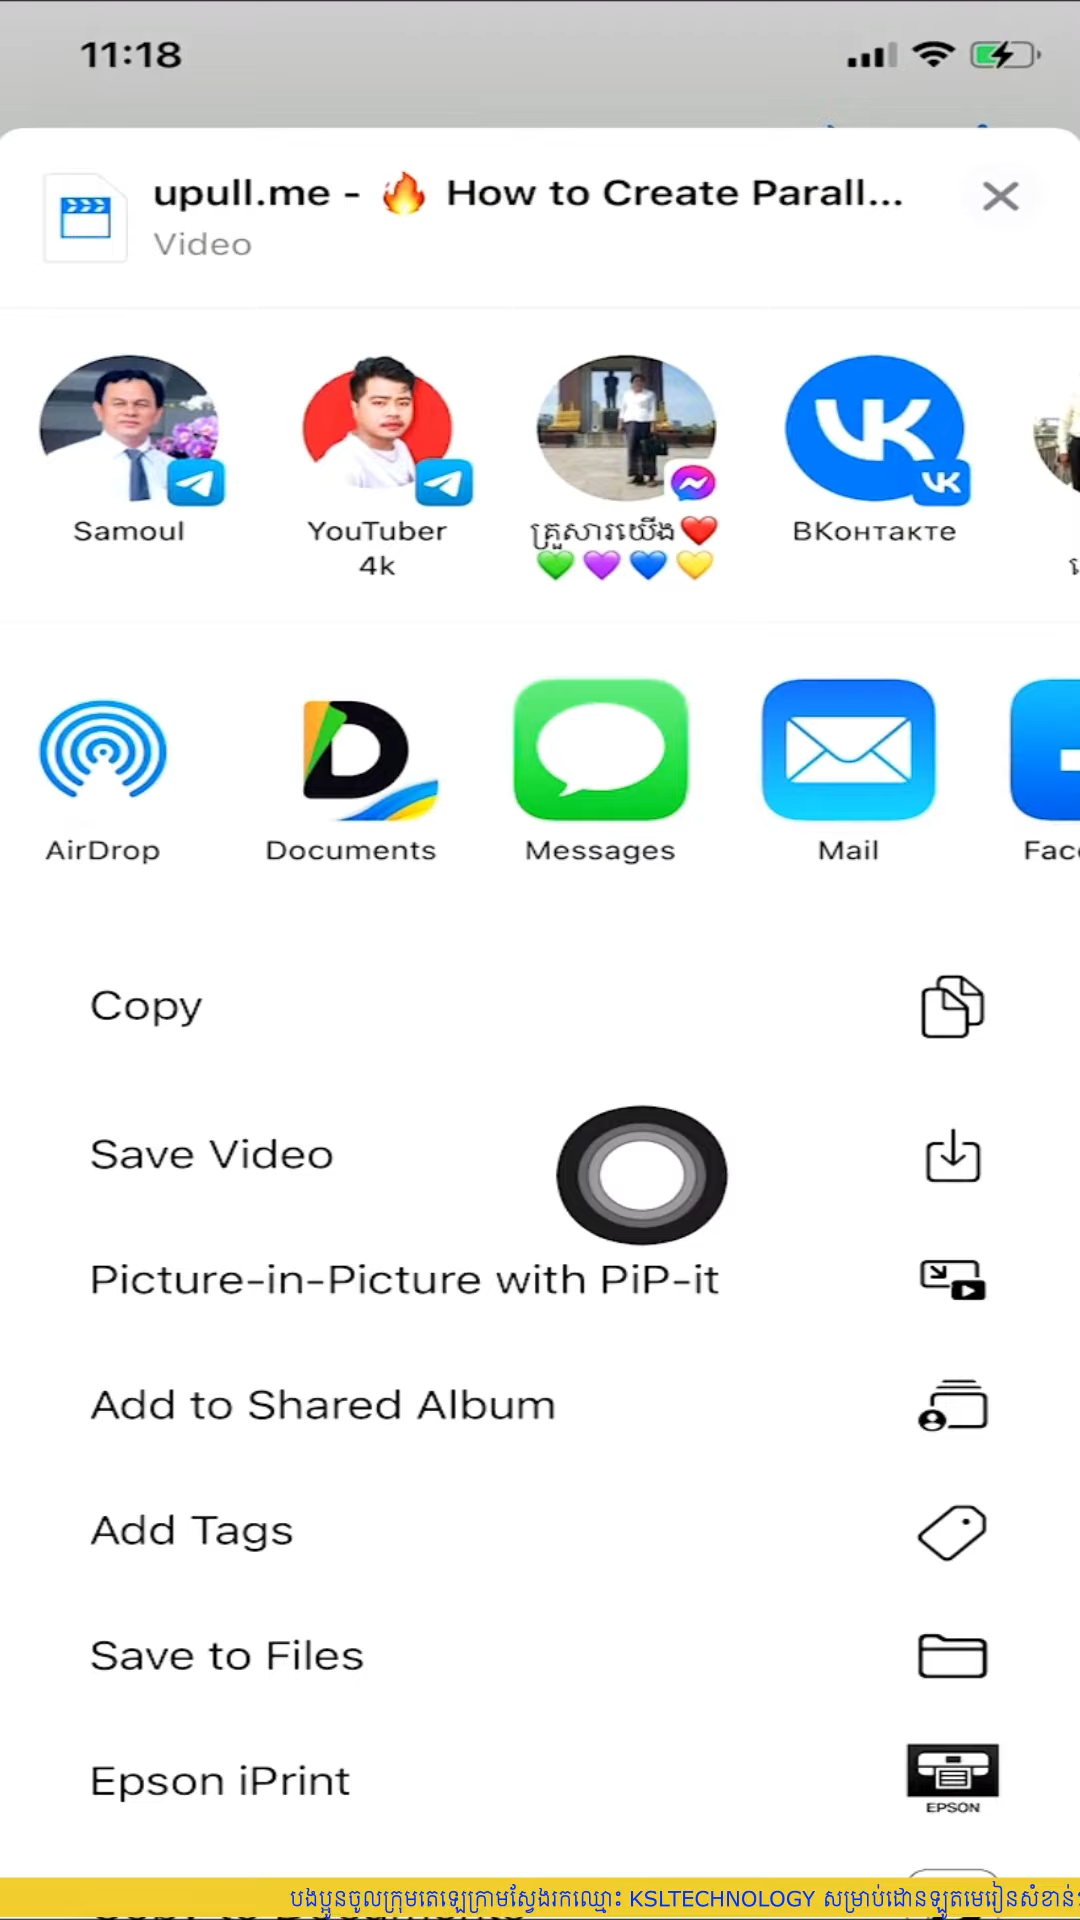 11:18
upull.me - 🔥 How to Create Parall...
Video
Samoul
YouTuber
4k
គ្រួសារយើង❤️
💚💜💙💛
ВКонтакте
AirDrop
Documents
Messages
Mail
Copy
Save Video
Picture-in-Picture with PiP-it
Add to Shared Album
Add Tags
Save to Files
Epson iPrint
EPSON
បងប្អូនចូលក្រុមតេឡេក្រាមស្វែងរកឈ្មោះ KSLTECHNOLOGY សម្រាប់ដោនឡូតមេរៀនសំខាន់ៗ